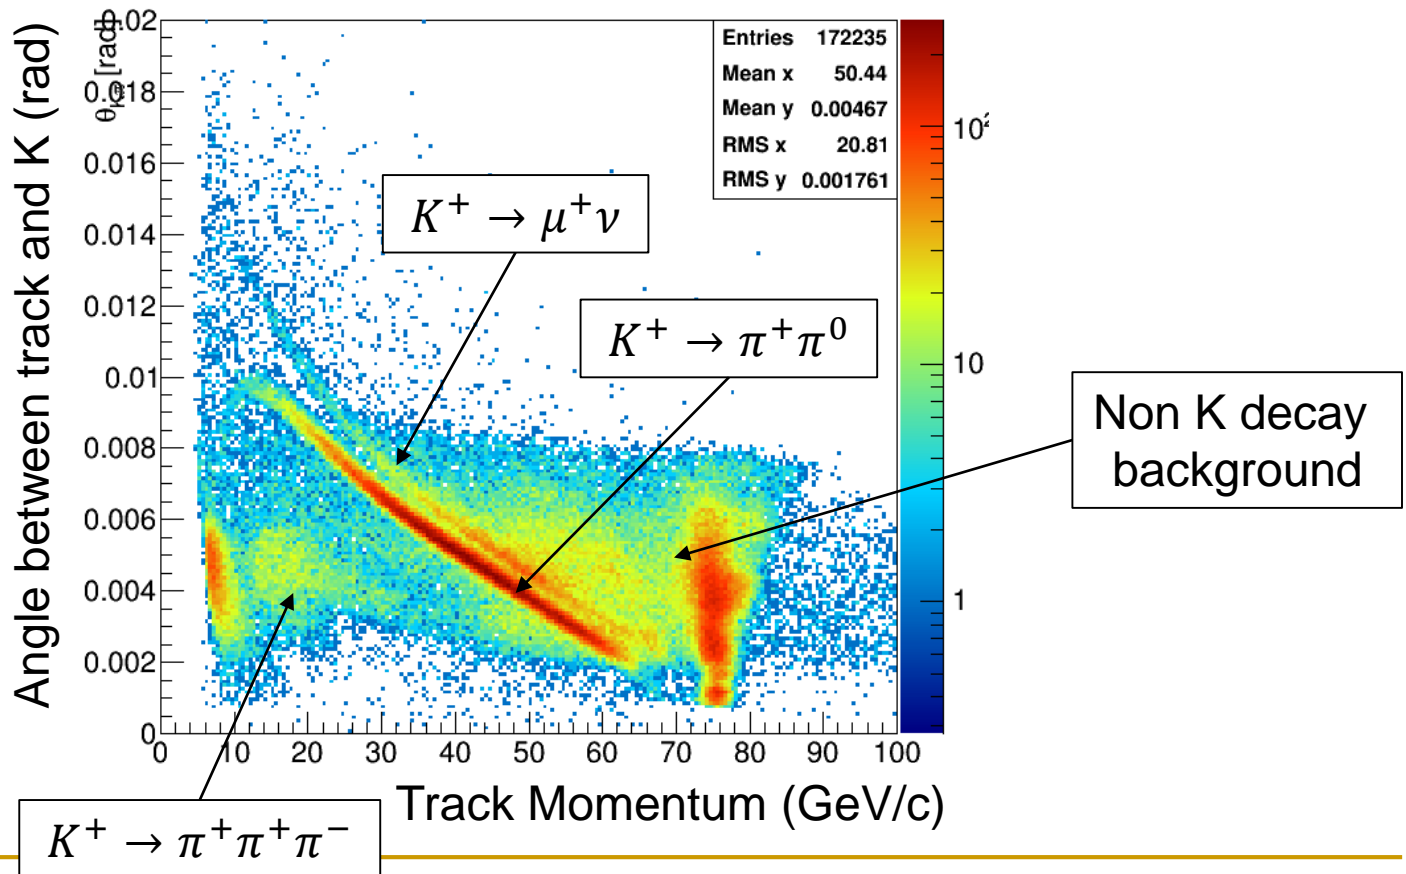 Angle between track and K (rad)
[rad]
0.02
0.018
0.016
0.014
0.012
0.01
0.008
0.006
0.004
0.002
0
Entries 172235
Mean x 50.44
Mean y 0.00467
RMS x 20.81
RMS y 0.001761
10²
10
1
K⁺ → μ⁺ν
K⁺ → π⁺π⁰
Non K decay
background
0 10 20 30 40 50 60 70 80 90 100
Track Momentum (GeV/c)
K⁺ → π⁺π⁺π⁻